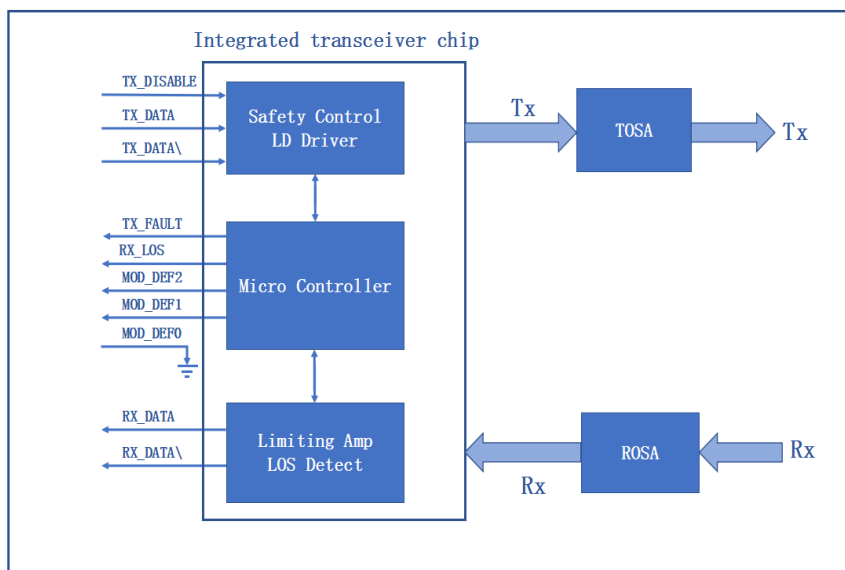 Integrated transceiver chip
TX_DISABLE
TX_DATA
TX_DATA\
Safety Control
LD Driver
Tx
TOSA
Tx
TX_FAULT
RX_LOS
MOD_DEF2
MOD_DEF1
MOD_DEF0
Micro Controller
RX_DATA
RX_DATA\
Limiting Amp
LOS Detect
Rx
ROSA
Rx